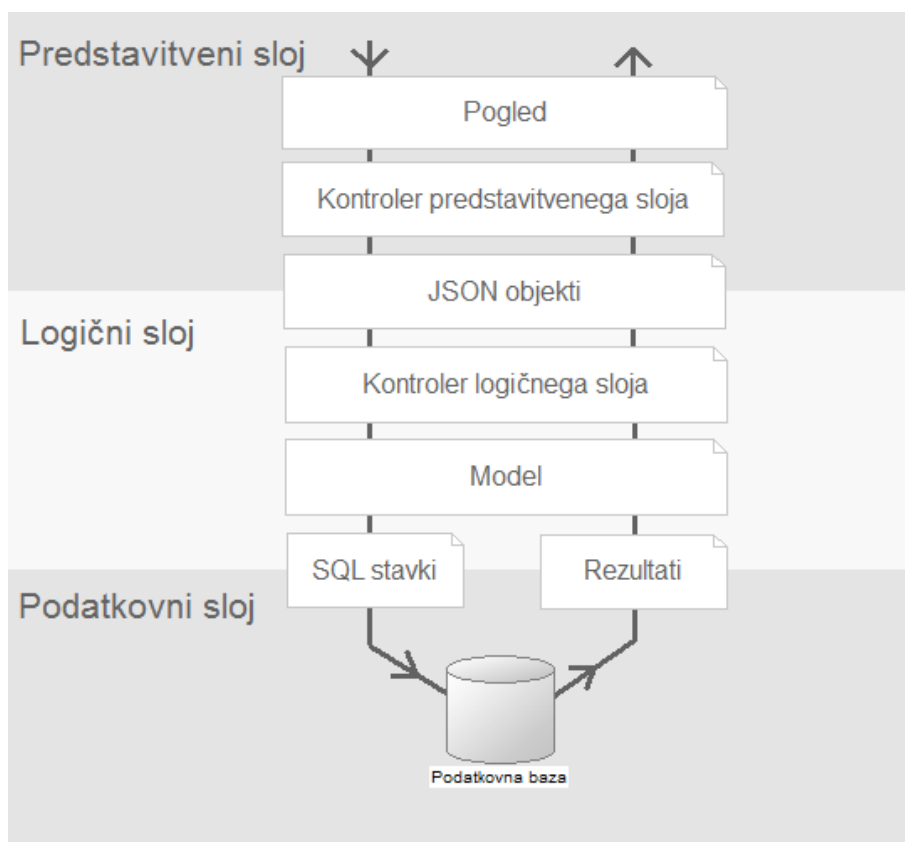 Predstavitveni sloj
Pogled
Kontroler predstavitvenega sloja
JSON objekti
Logični sloj
Kontroler logičnega sloja
Model
SQL stavki
Rezultati
Podatkovni sloj
Podatkovna baza